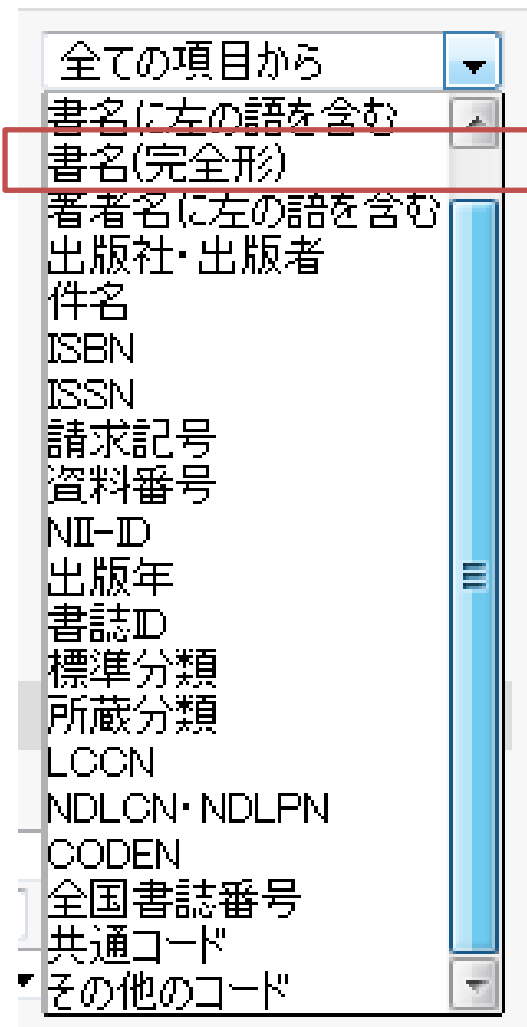 全ての項目から
書名に左の語を含む
書名(完全形)
著者名に左の語を含む
出版社・出版者
件名
ISBN
ISSN
請求記号
資料番号
NII-ID
出版年
書誌ID
標準分類
所蔵分類
LCCN
NDLCN・NDLPN
CODEN
全国書誌番号
共通コード
その他のコード